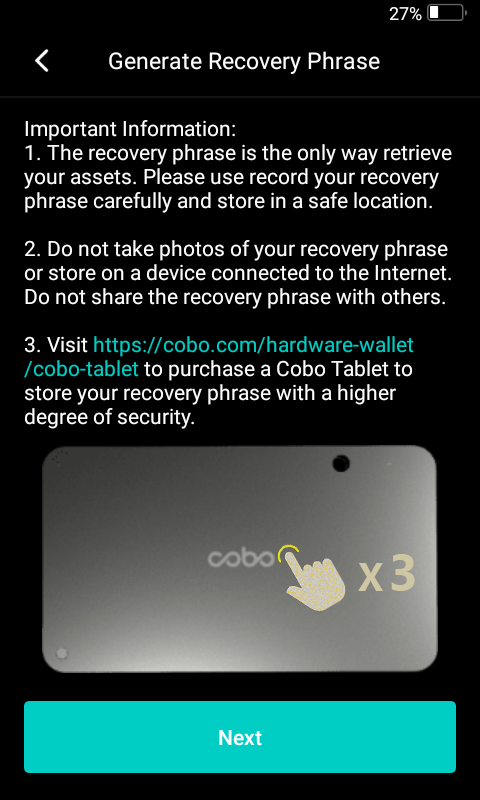 27%
Generate Recovery Phrase
Important Information:
1. The recovery phrase is the only way retrieve
your assets. Please use record your recovery
phrase carefully and store in a safe location.
2. Do not take photos of your recovery phrase
or store on a device connected to the Internet.
Do not share the recovery phrase with others.
3. Visit https://cobo.com/hardware-wallet
/cobo-tablet to purchase a Cobo Tablet to
store your recovery phrase with a higher
degree of security.
cobo
x3
Next